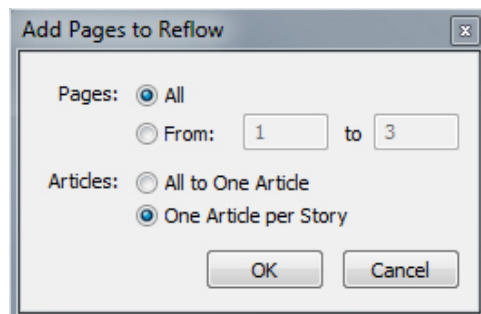 Add Pages to Reflow
Pages: All
From: 1 to 3
Articles: All to One Article
One Article per Story
OK Cancel